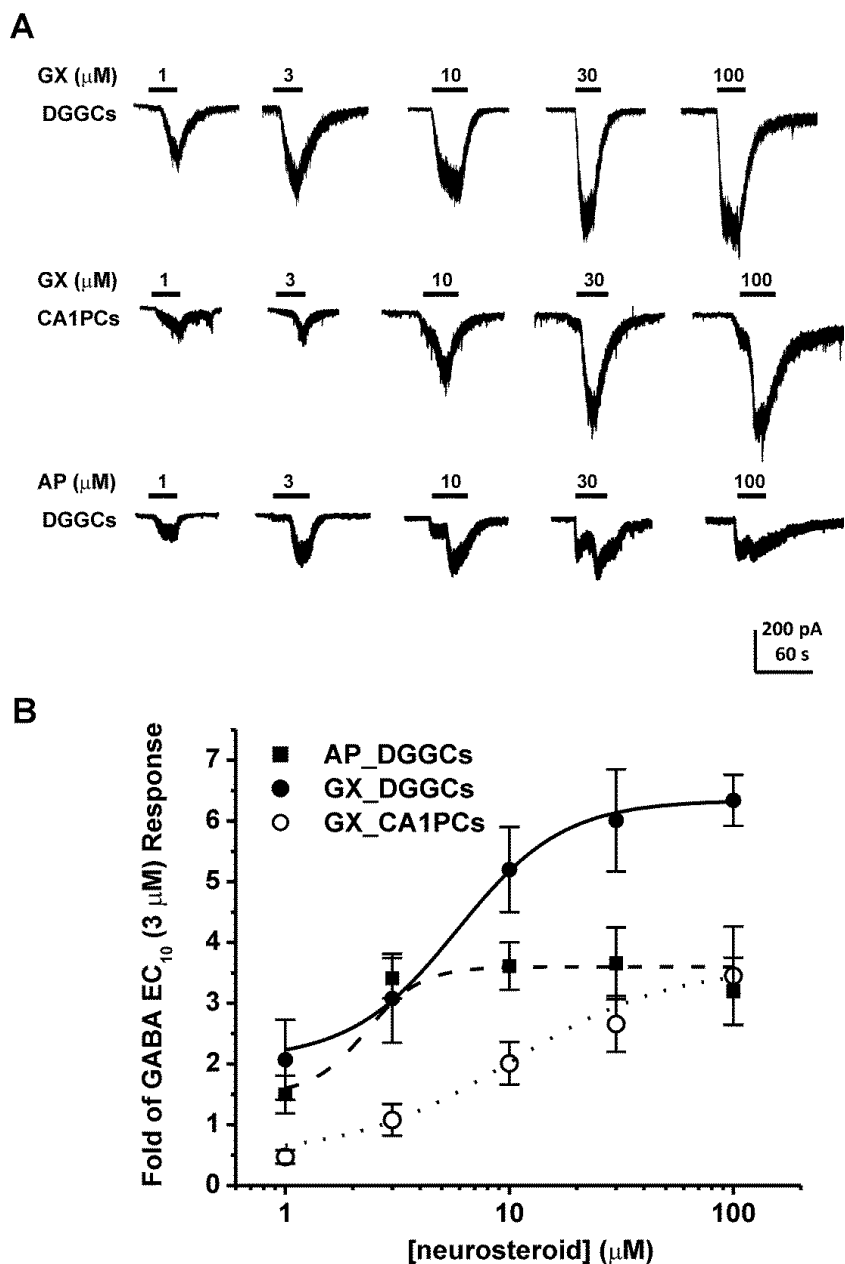 A
GX (μM) 1 3 10 30 100
DGGCs
GX (μM) 1 3 10 30 100
CA1PCs
AP (μM) 1 3 10 30 100
DGGCs
200 pA
60 s
B
Fold of GABA EC₁₀ (3 μM) Response
7
6
5
4
3
2
1
0
AP_DGGCs
GX_DGGCs
GX_CA1PCs
1 10 100
[neurosteroid] (μM)